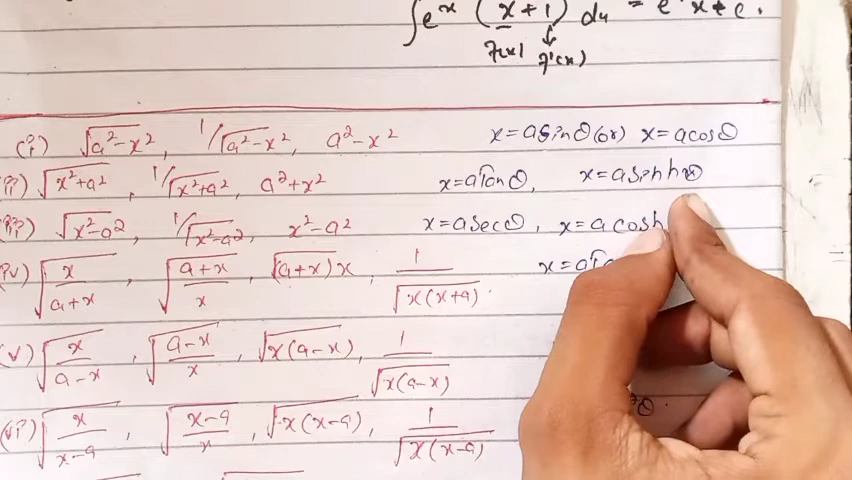 ∫eˣ (x+1) dx = eˣ x + c.
f(x) f'(x)
(i) √(a²-x²), 1/√(a²-x²), a²-x² x=a sinθ (or) x=a cosθ
(ii) √(x²+a²), 1/√(x²+a²), a²+x² x=a Tanθ, x=a sinhθ
(iii) √(x²-a²), 1/√(x²-a²), x²-a² x=a secθ, x=a cosh
(iv) √(x/(a+x)), √((a+x)/x), √((a+x)x), 1/√(x(x+a)). x=aTa
(v) √(x/(a-x)), √((a-x)/x), √(x(a-x)), 1/√(x(a-x))
(vi) √(x/(x-a)), √((x-a)/x), √(x(x-a)), 1/√(x(x-a))